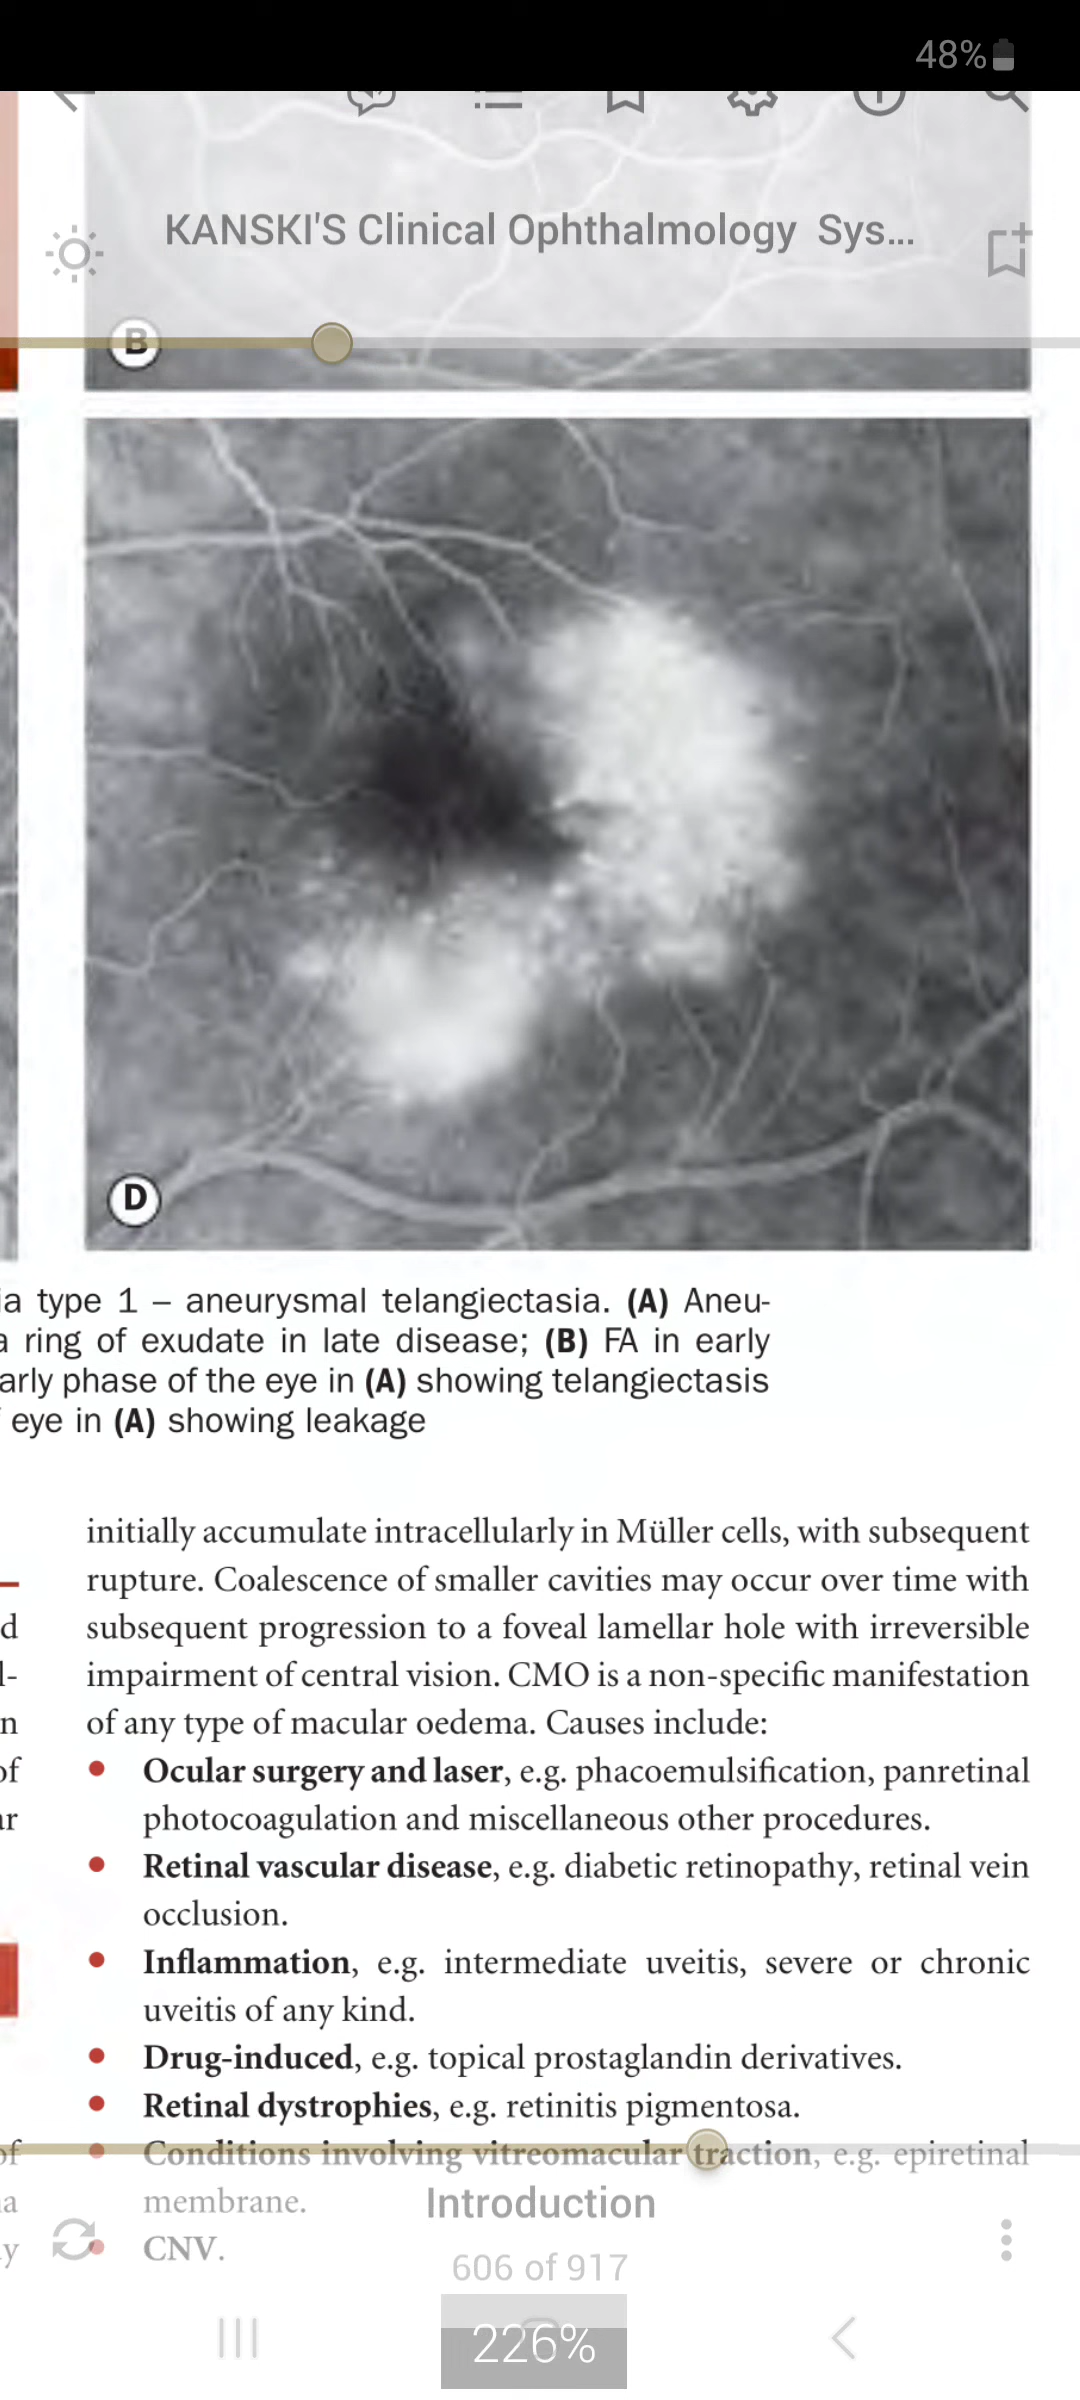 48%
KANSKI'S Clinical Ophthalmology Sys...
B
D
ia type 1 – aneurysmal telangiectasia. (A) Aneu-
a ring of exudate in late disease; (B) FA in early
arly phase of the eye in (A) showing telangiectasis
eye in (A) showing leakage
initially accumulate intracellularly in Müller cells, with subsequent
rupture. Coalescence of smaller cavities may occur over time with
subsequent progression to a foveal lamellar hole with irreversible
impairment of central vision. CMO is a non-specific manifestation
of any type of macular oedema. Causes include:
• Ocular surgery and laser, e.g. phacoemulsification, panretinal
photocoagulation and miscellaneous other procedures.
• Retinal vascular disease, e.g. diabetic retinopathy, retinal vein
occlusion.
• Inflammation, e.g. intermediate uveitis, severe or chronic
uveitis of any kind.
• Drug-induced, e.g. topical prostaglandin derivatives.
• Retinal dystrophies, e.g. retinitis pigmentosa.
• Conditions involving vitreomacular traction, e.g. epiretinal
membrane.
• CNV.
d
l-
n
of
ar
of
a
y
Introduction
606 of 917
226%